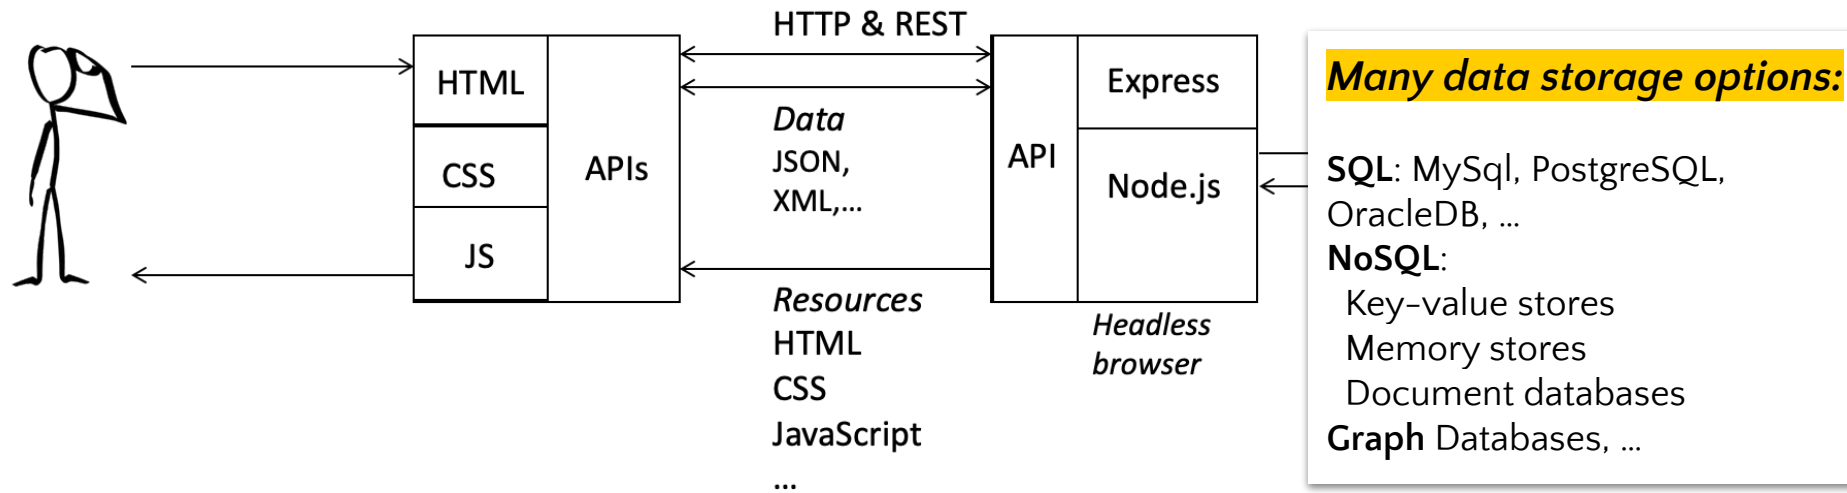 HTML
CSS
JS
APIs
HTTP & REST
Data
JSON,
XML,...
Resources
HTML
CSS
JavaScript
...
API
Express
Node.js
Headless
browser
Many data storage options:
SQL: MySql, PostgreSQL,
OracleDB, ...
NoSQL:
Key-value stores
Memory stores
Document databases
Graph Databases, ...